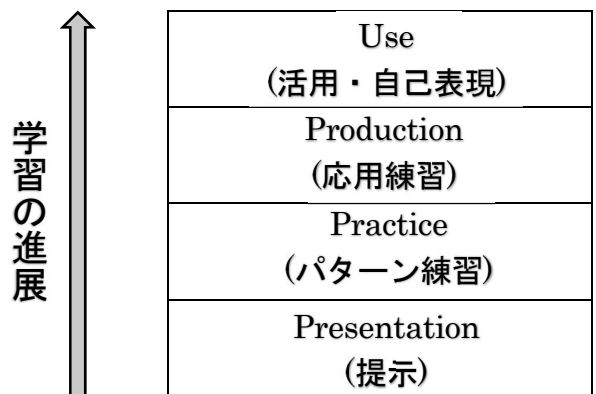 学習の進展
Use
(活用・自己表現)
Production
(応用練習)
Practice
(パターン練習)
Presentation
(提示)